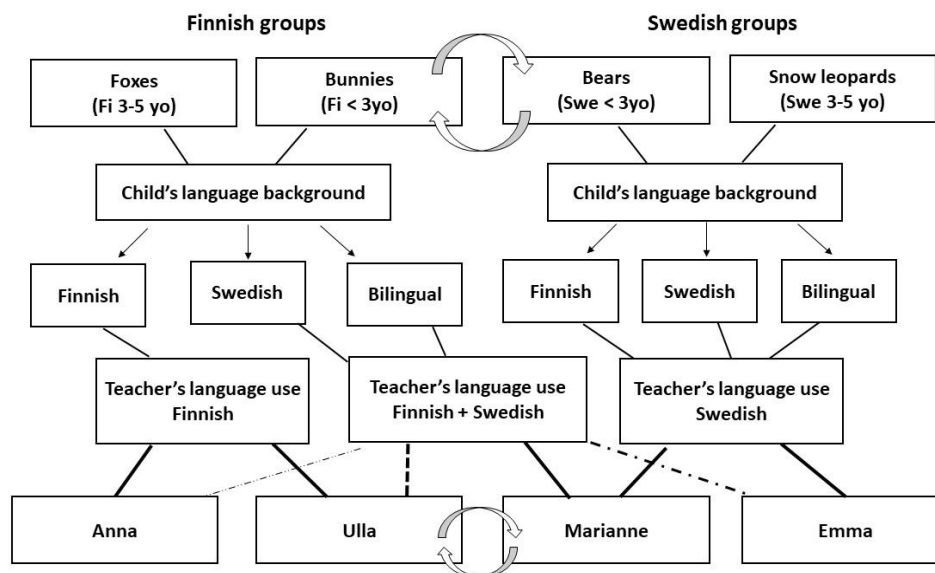 Finnish groups
Swedish groups
Foxes
(Fi 3-5 yo)
Bunnies
(Fi < 3yo)
Bears
(Swe < 3yo)
Snow leopards
(Swe 3-5 yo)
Child's language background
Child's language background
Finnish
Swedish
Bilingual
Finnish
Swedish
Bilingual
Teacher's language use
Finnish
Teacher's language use
Finnish + Swedish
Teacher's language use
Swedish
Anna
Ulla
Marianne
Emma